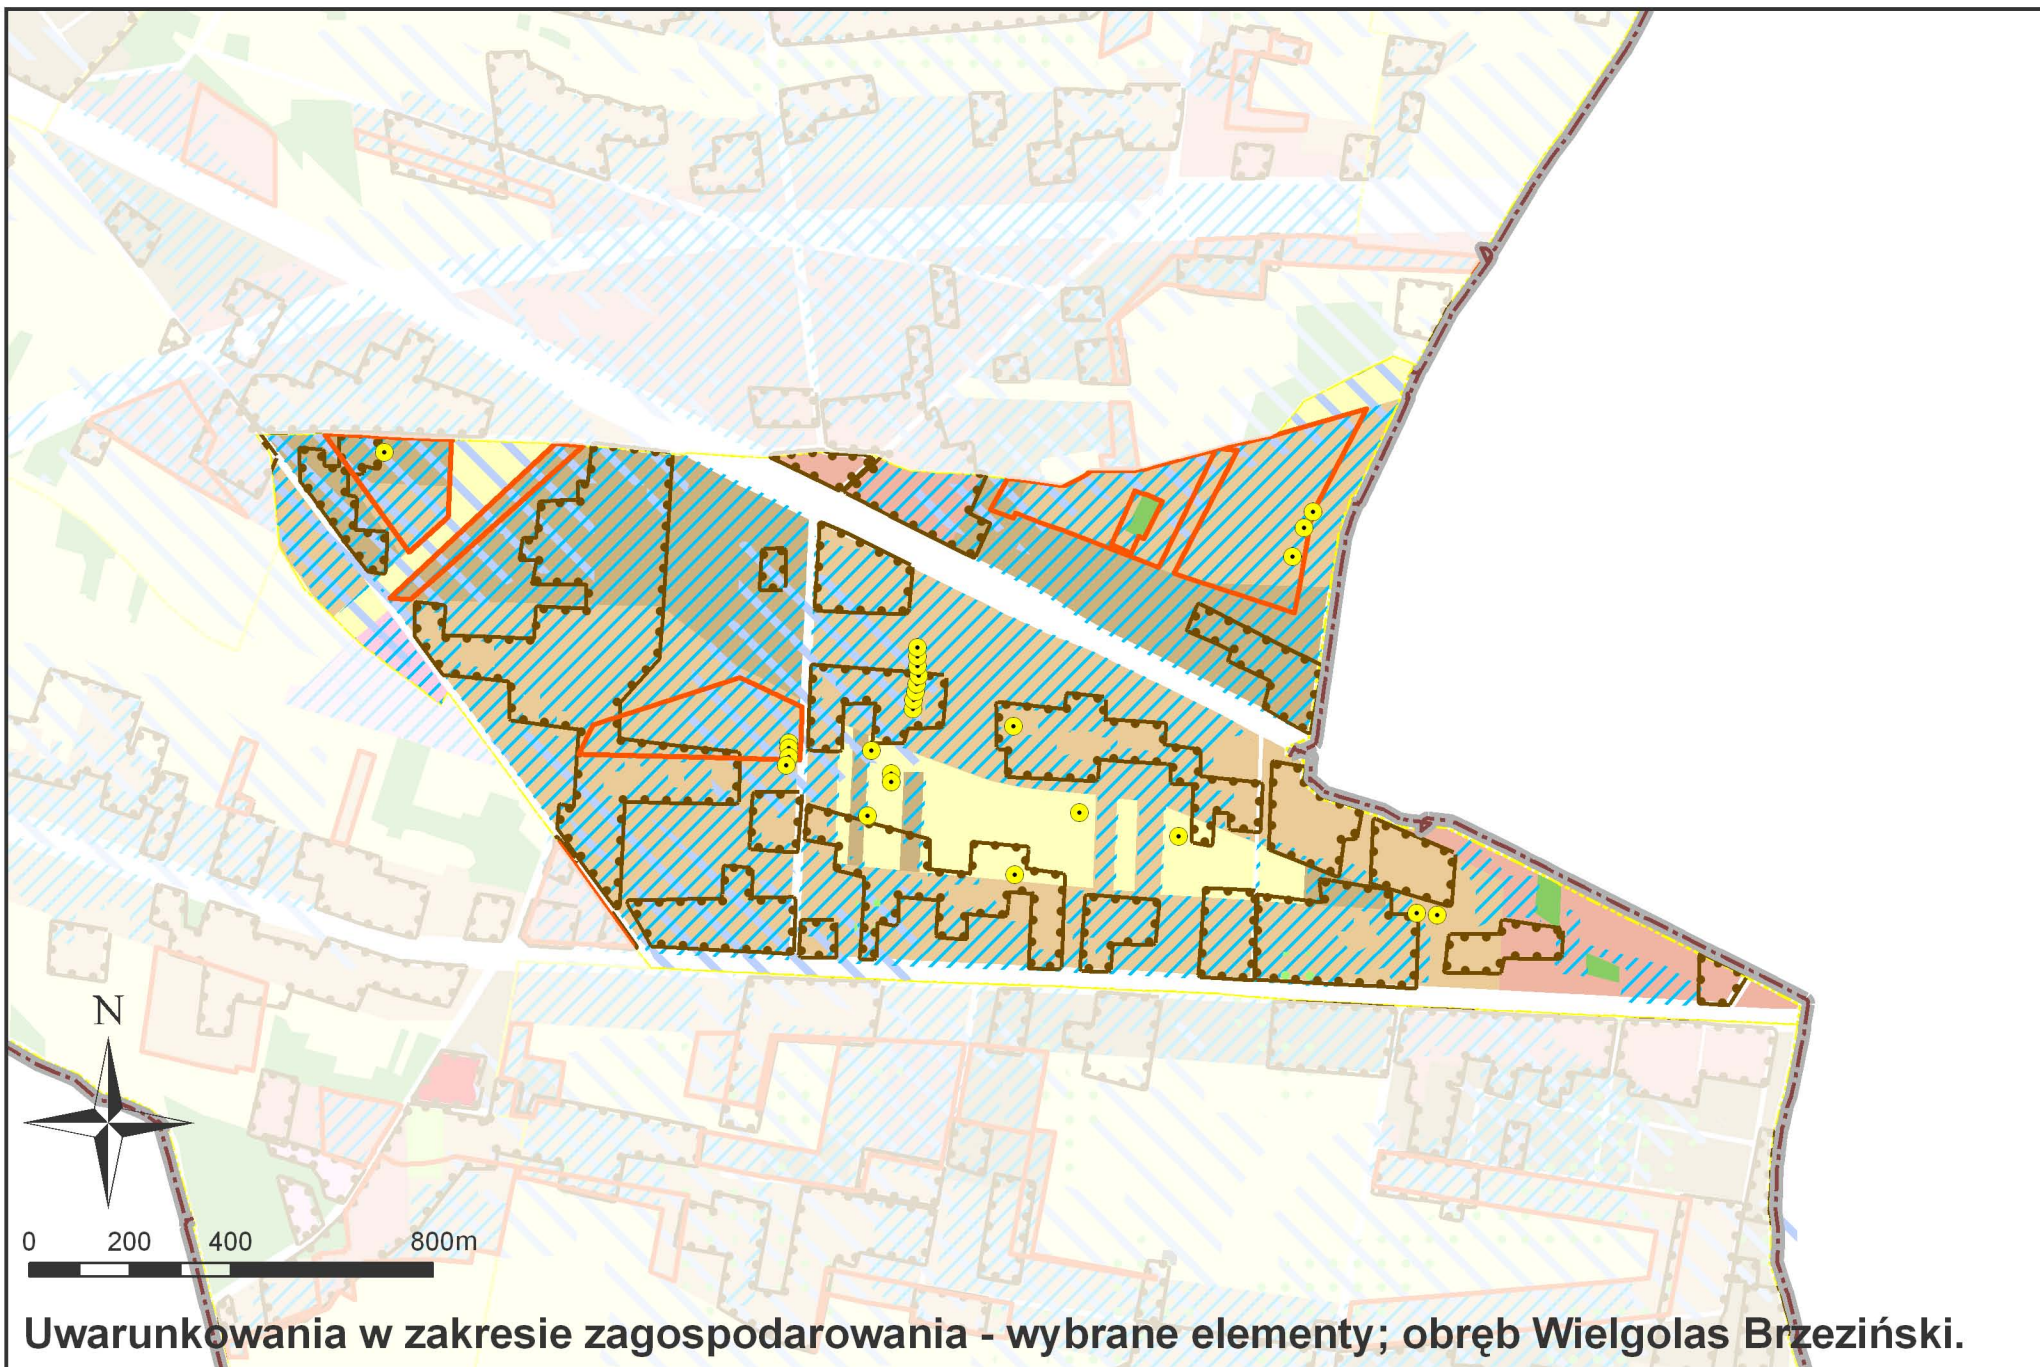 N
0 200 400 800m
Uwarunkowania w zakresie zagospodarowania - wybrane elementy; obręb Wielgolas Brzeziński.